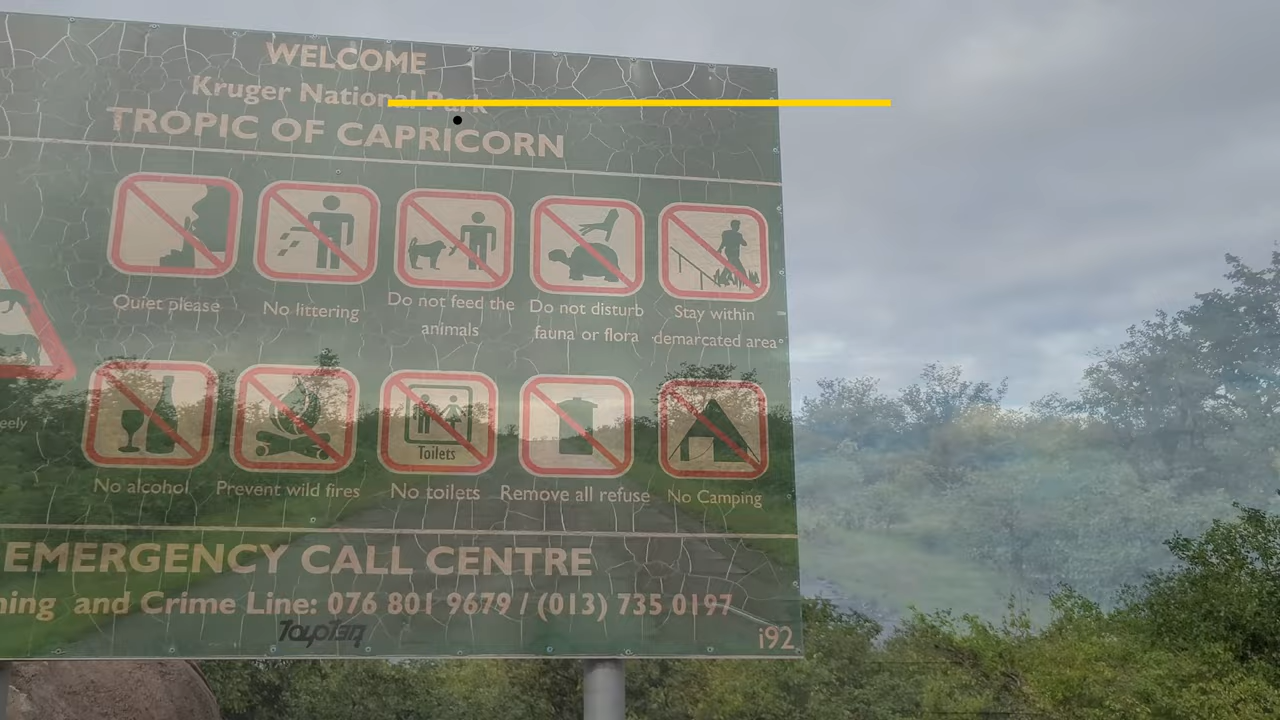 WELCOME
Kruger National Park
TROPIC OF CAPRICORN
Quiet please
No littering
Do not feed the
animals
Do not disturb
fauna or flora
Stay within
demarcated area
Toilets
No alcohol
Prevent wild fires
No toilets
Remove all refuse
No Camping
EMERGENCY CALL CENTRE
and Crime Line: 076 801 9679 / (013) 735 0197
i92